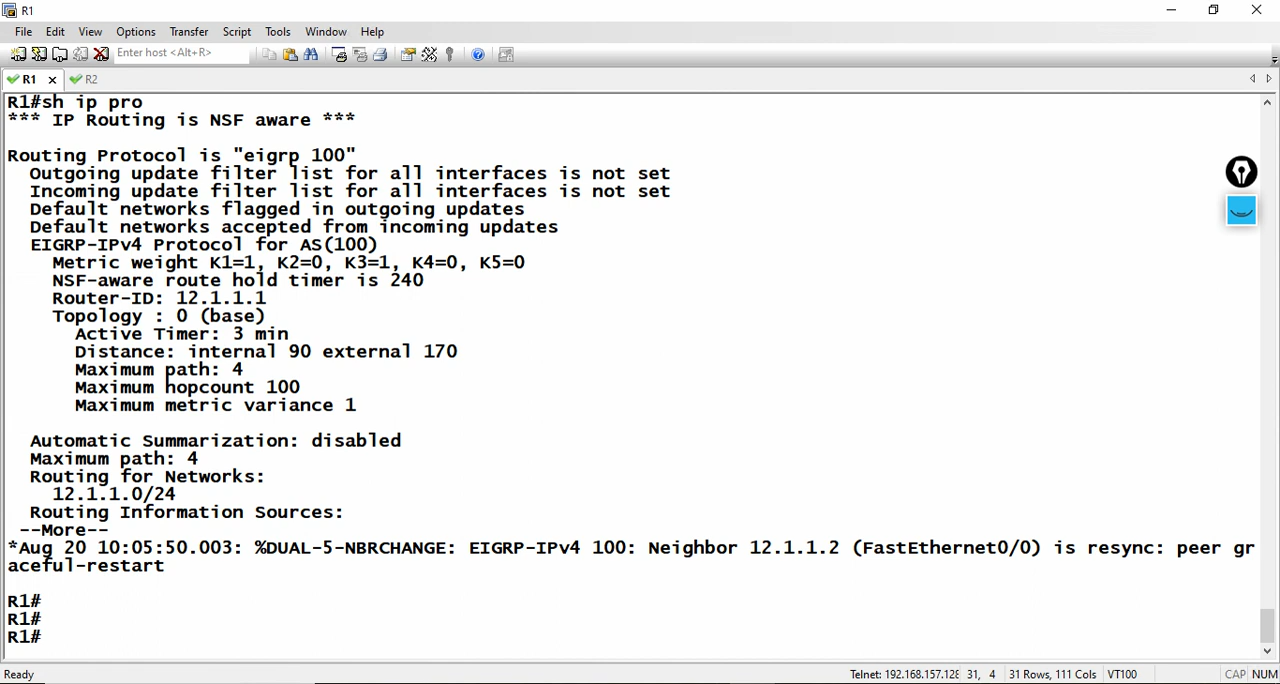 R1
File Edit View Options Transfer Script Tools Window Help
Enter host <Alt+R>
R1 R2
R1#sh ip pro
*** IP Routing is NSF aware ***
Routing Protocol is "eigrp 100"
Outgoing update filter list for all interfaces is not set
Incoming update filter list for all interfaces is not set
Default networks flagged in outgoing updates
Default networks accepted from incoming updates
EIGRP-IPv4 Protocol for AS(100)
Metric weight K1=1, K2=0, K3=1, K4=0, K5=0
NSF-aware route hold timer is 240
Router-ID: 12.1.1.1
Topology : 0 (base)
Active Timer: 3 min
Distance: internal 90 external 170
Maximum path: 4
Maximum hopcount 100
Maximum metric variance 1
Automatic Summarization: disabled
Maximum path: 4
Routing for Networks:
12.1.1.0/24
Routing Information Sources:
--More--
*Aug 20 10:05:50.003: %DUAL-5-NBRCHANGE: EIGRP-IPv4 100: Neighbor 12.1.1.2 (FastEthernet0/0) is resync: peer gr
aceful-restart
R1#
R1#
R1#
Ready Telnet: 192.168.157.128 31, 4 31 Rows, 111 Cols VT100 CAP NUM